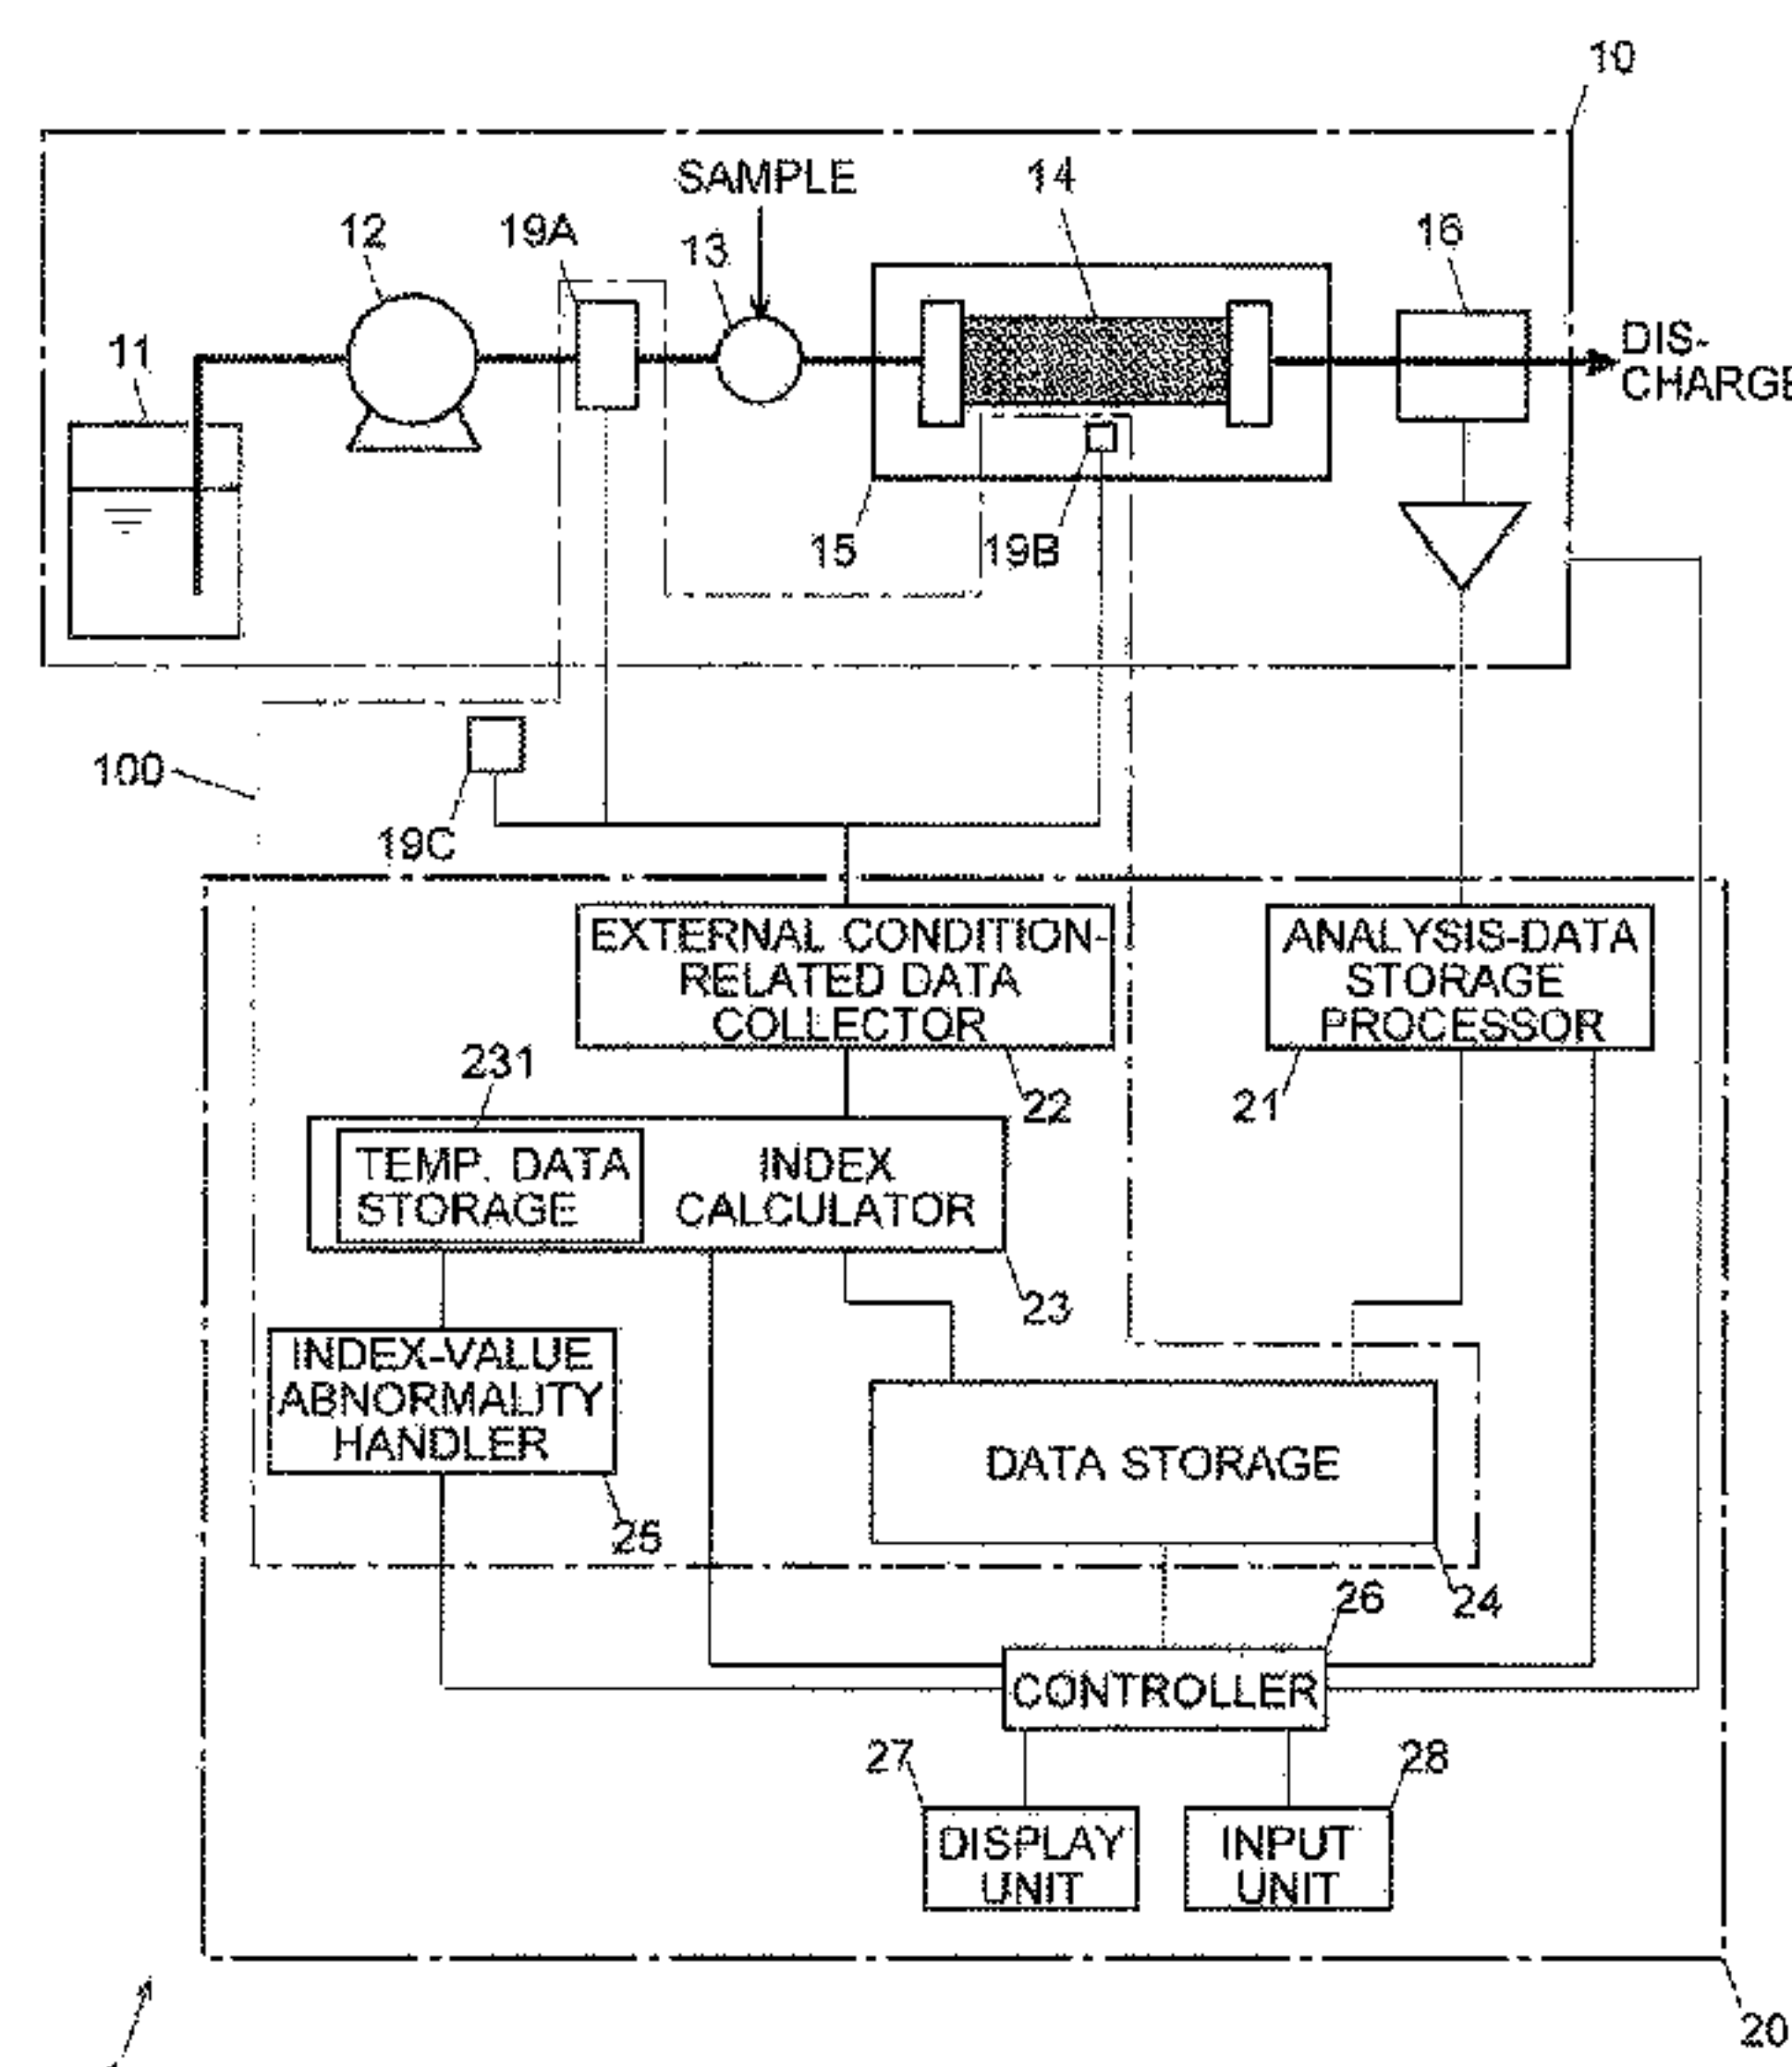 10
SAMPLE
14
12
19A
13
16
11
DIS-
CHARGE
15
19B
100
19C
EXTERNAL CONDITION-
RELATED DATA
COLLECTOR
ANALYSIS-DATA
STORAGE
PROCESSOR
231
22
21
TEMP. DATA
STORAGE
INDEX
CALCULATOR
23
INDEX-VALUE
ABNORMALITY
HANDLER
DATA STORAGE
25
26
24
CONTROLLER
27
28
DISPLAY
UNIT
INPUT
UNIT
20